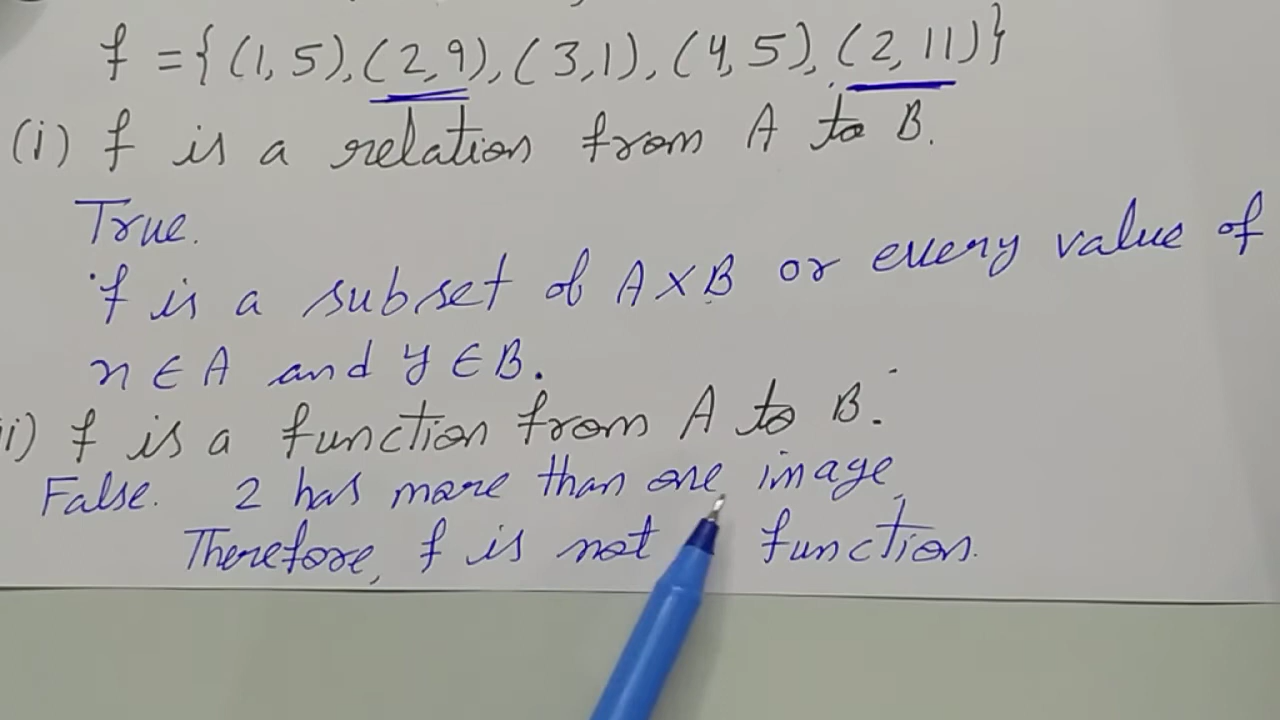 f = {(1, 5), (2, 9), (3, 1), (4, 5), (2, 11)}
(i) f is a relation from A to B.
True.
f is a subset of A×B or every value of
x ∈ A and y ∈ B.
ii) f is a function from A to B.
False. 2 has more than one image.
Therefore, f is not function.